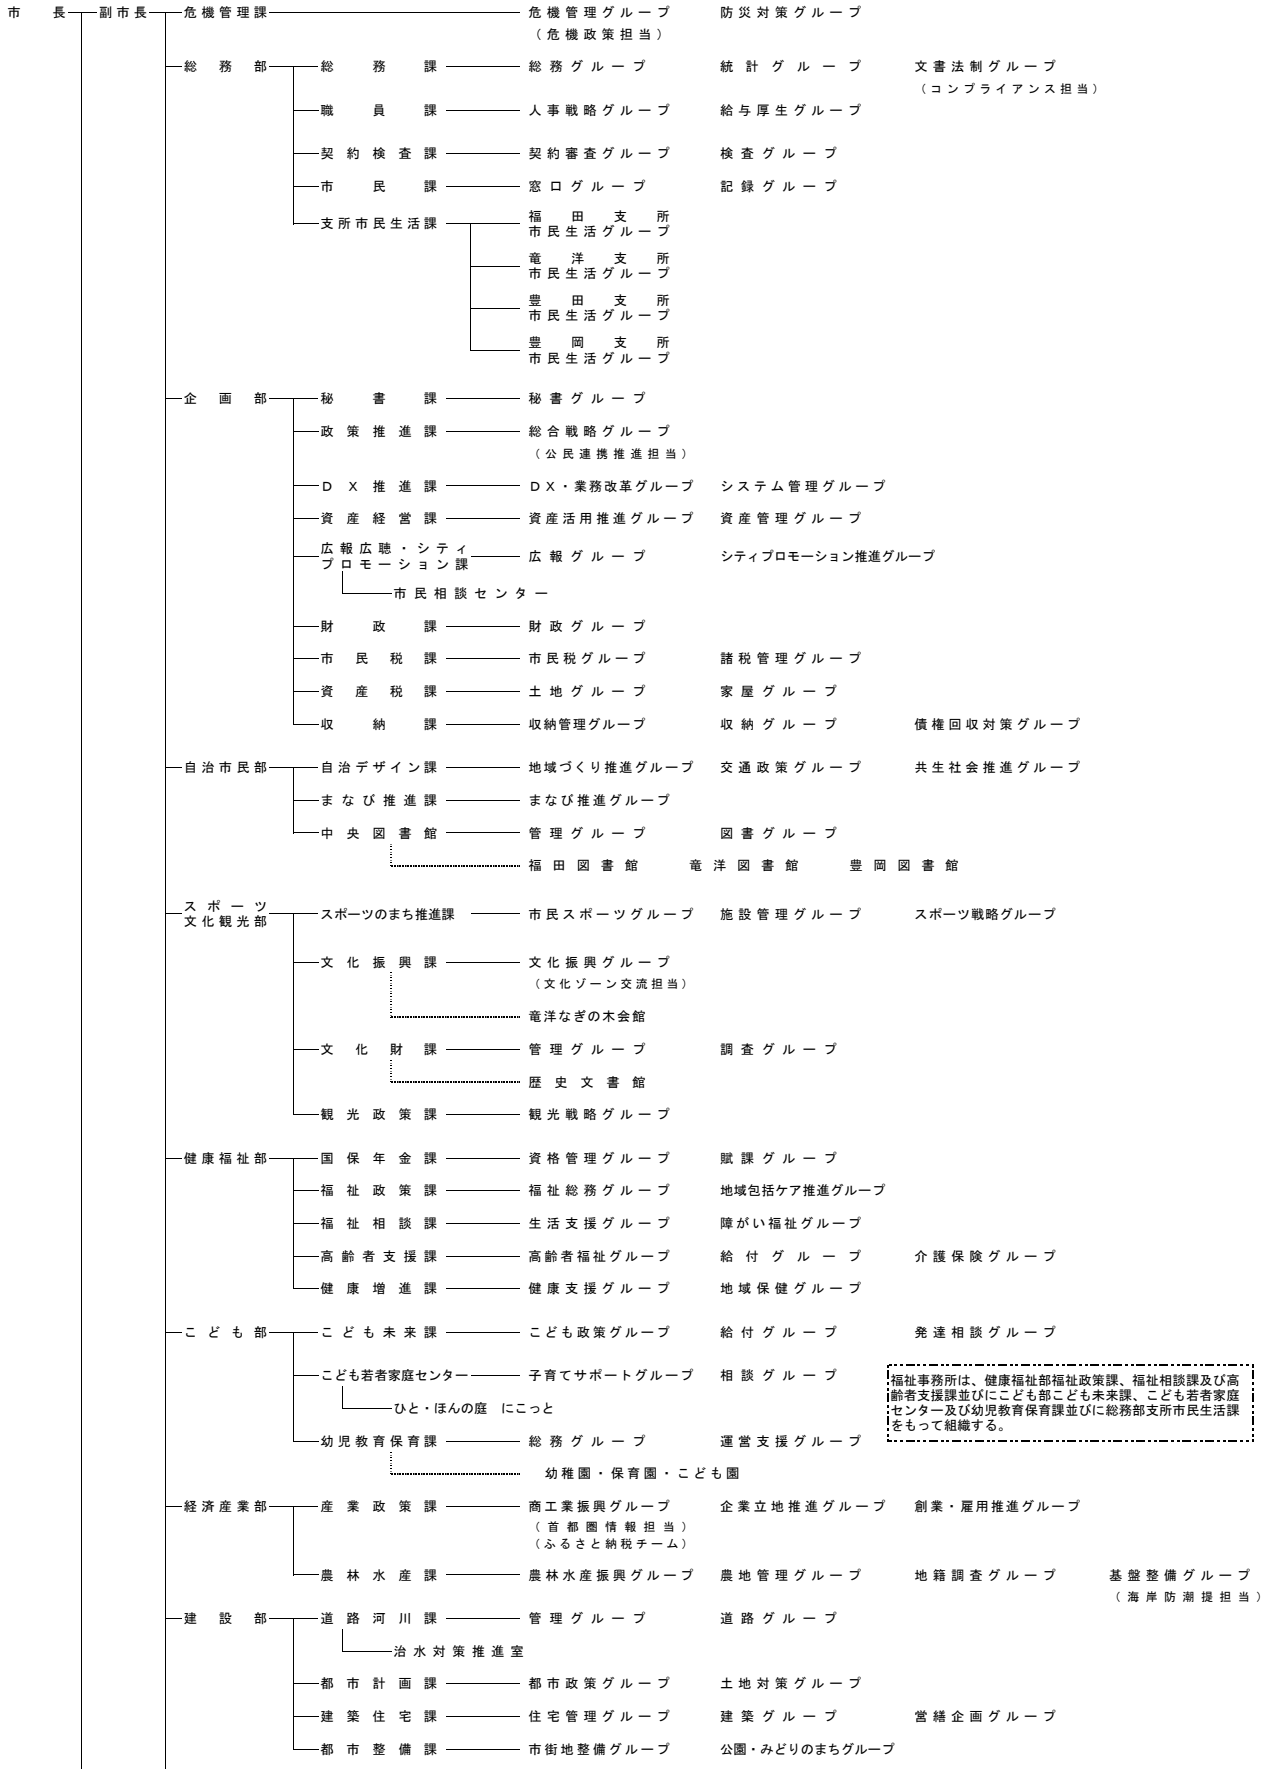 市長 副市長 危機管理課 危機管理グループ 防災対策グループ
（危機政策担当）
総務部 総務課 総務グループ 統計グループ 文書法制グループ
（コンプライアンス担当）
職員課 人事戦略グループ 給与厚生グループ
契約検査課 契約審査グループ 検査グループ
市民課 窓口グループ 記録グループ
支所市民生活課 福田支所
市民生活グループ
竜洋支所
市民生活グループ
豊田支所
市民生活グループ
豊岡支所
市民生活グループ
企画部 秘書課 秘書グループ
政策推進課 総合戦略グループ
（公民連携推進担当）
ＤＸ推進課 ＤＸ・業務改革グループ システム管理グループ
資産経営課 資産活用推進グループ 資産管理グループ
広報広聴・シティ
プロモーション課 広報グループ シティプロモーション推進グループ
市民相談センター
財政課 財政グループ
市民税課 市民税グループ 諸税管理グループ
資産税課 土地グループ 家屋グループ
収納課 収納管理グループ 収納グループ 債権回収対策グループ
自治市民部 自治デザイン課 地域づくり推進グループ 交通政策グループ 共生社会推進グループ
まなび推進課 まなび推進グループ
中央図書館 管理グループ 図書グループ
福田図書館 竜洋図書館 豊岡図書館
スポーツ
文化観光部 スポーツのまち推進課 市民スポーツグループ 施設管理グループ スポーツ戦略グループ
文化振興課 文化振興グループ
（文化ゾーン交流担当）
竜洋なぎの木会館
文化財課 管理グループ 調査グループ
歴史文書館
観光政策課 観光戦略グループ
健康福祉部 国保年金課 資格管理グループ 賦課グループ
福祉政策課 福祉総務グループ 地域包括ケア推進グループ
福祉相談課 生活支援グループ 障がい福祉グループ
高齢者支援課 高齢者福祉グループ 給付グループ 介護保険グループ
健康増進課 健康支援グループ 地域保健グループ
こども部 こども未来課 こども政策グループ 給付グループ 発達相談グループ
こども若者家庭センター 子育てサポートグループ 相談グループ
福祉事務所は、健康福祉部福祉政策課、福祉相談課及び高
齢者支援課並びにこども部こども未来課、こども若者家庭
センター及び幼児教育保育課並びに総務部支所市民生活課
をもって組織する。
ひと・ほんの庭 にこっと
幼児教育保育課 総務グループ 運営支援グループ
幼稚園・保育園・こども園
経済産業部 産業政策課 商工業振興グループ 企業立地推進グループ 創業・雇用推進グループ
（首都圏情報担当）
（ふるさと納税チーム）
農林水産課 農林水産振興グループ 農地管理グループ 地籍調査グループ 基盤整備グループ
（海岸防潮堤担当）
建設部 道路河川課 管理グループ 道路グループ
治水対策推進室
都市計画課 都市政策グループ 土地対策グループ
建築住宅課 住宅管理グループ 建築グループ 営繕企画グループ
都市整備課 市街地整備グループ 公園・みどりのまちグループ